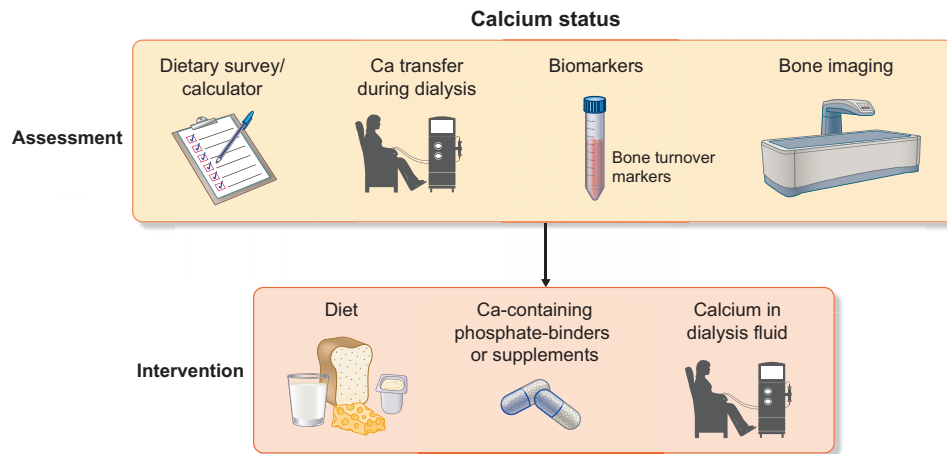 Calcium status
Assessment
Dietary survey/
calculator
Ca transfer
during dialysis
Biomarkers
Bone turnover
markers
Bone imaging
Intervention
Diet
Ca-containing
phosphate-binders
or supplements
Calcium in
dialysis fluid